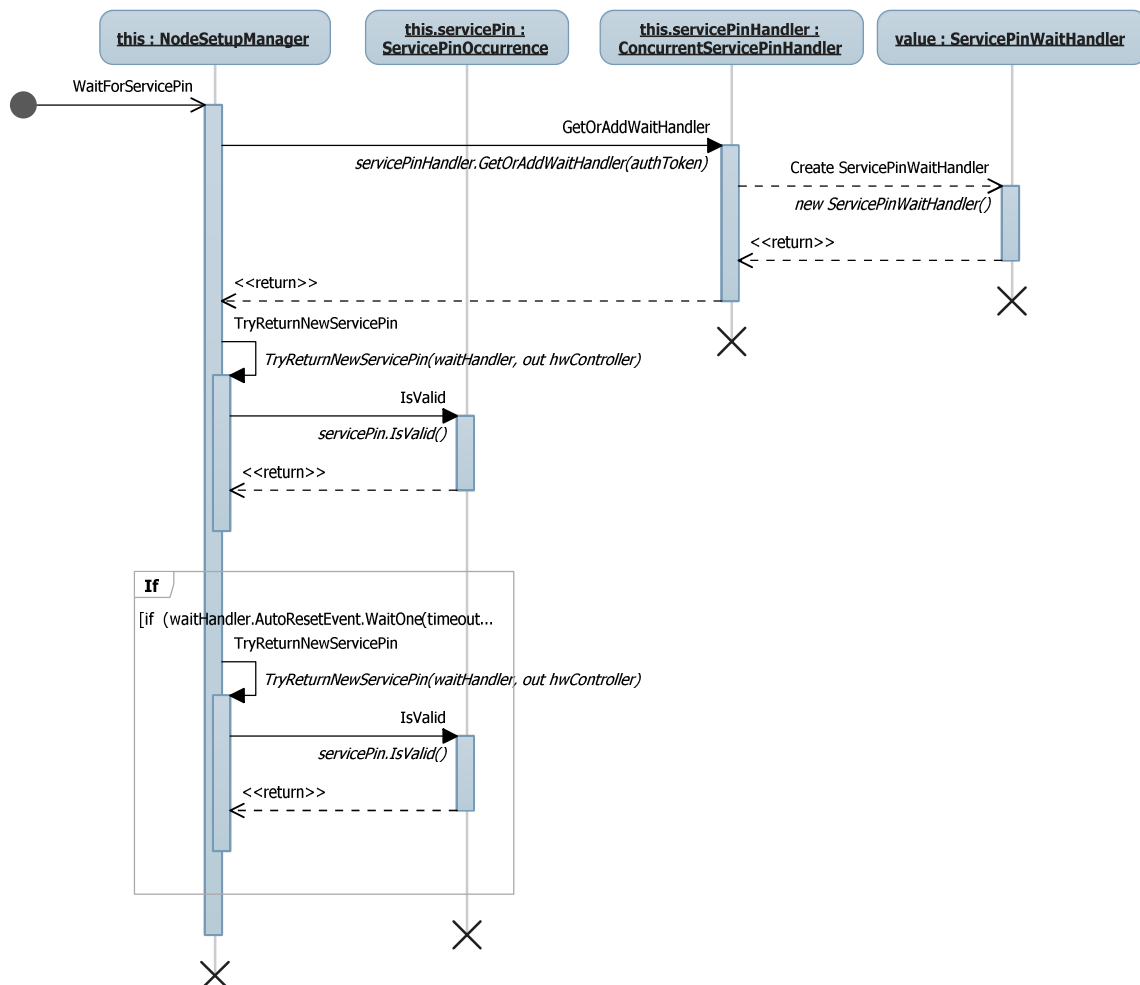 this : NodeSetupManager
this.servicePin :
ServicePinOccurrence
this.servicePinHandler :
ConcurrentServicePinHandler
value : ServicePinWaitHandler
WaitForServicePin
GetOrAddWaitHandler
servicePinHandler.GetOrAddWaitHandler(authToken)
Create ServicePinWaitHandler
new ServicePinWaitHandler()
<<return>>
<<return>>
TryReturnNewServicePin
TryReturnNewServicePin(waitHandler, out hwController)
IsValid
servicePin.IsValid()
<<return>>
If
[if (waitHandler.AutoResetEvent.WaitOne(timeout...
TryReturnNewServicePin
TryReturnNewServicePin(waitHandler, out hwController)
IsValid
servicePin.IsValid()
<<return>>